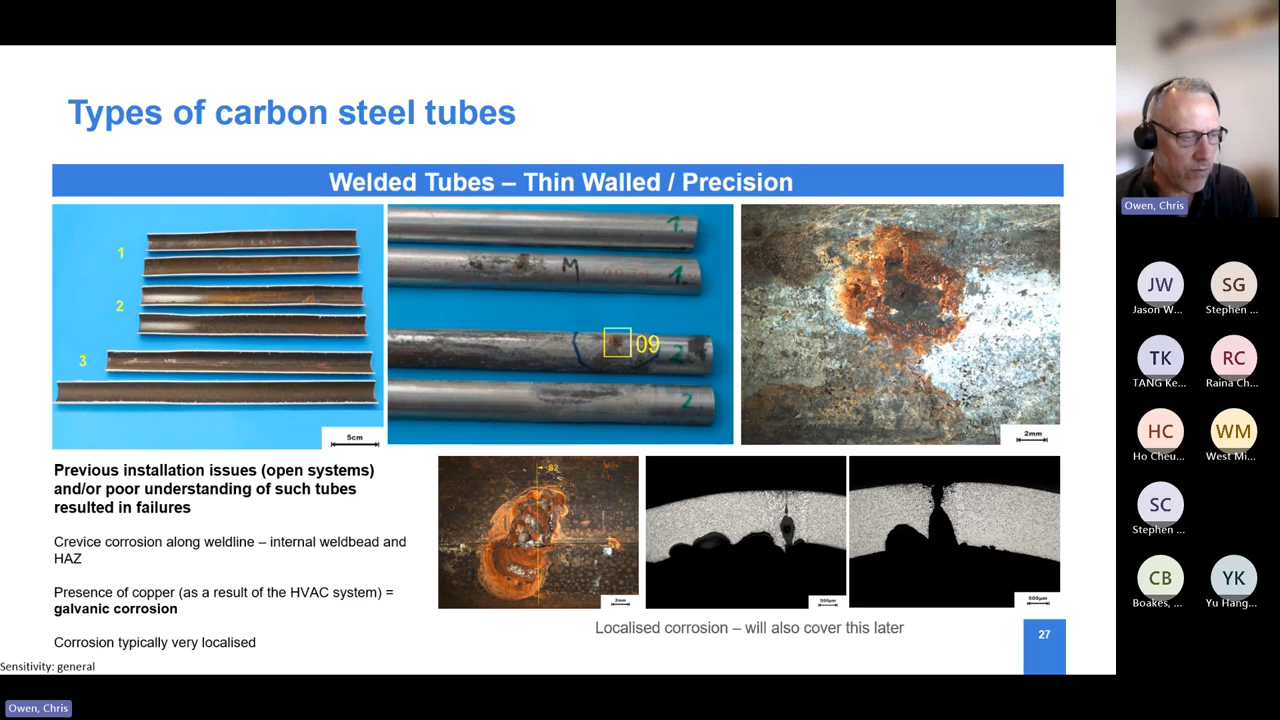 Types of carbon steel tubes
Welded Tubes – Thin Walled / Precision
1
2
3
5cm
1.
M
1.
09
2
2
2mm
Previous installation issues (open systems)
and/or poor understanding of such tubes
resulted in failures
Crevice corrosion along weldline – internal weldbead and
HAZ
Presence of copper (as a result of the HVAC system) =
galvanic corrosion
Corrosion typically very localised
S2
2mm
500µm
500µm
Localised corrosion – will also cover this later
27
Sensitivity: general
Owen, Chris
Owen, Chris
JW
Jason W...
SG
Stephen ...
TK
TANG Ke...
RC
Raina Ch...
HC
Ho Cheu...
WM
West Mi...
SC
Stephen ...
CB
Boakes, ...
YK
Yu Hang...